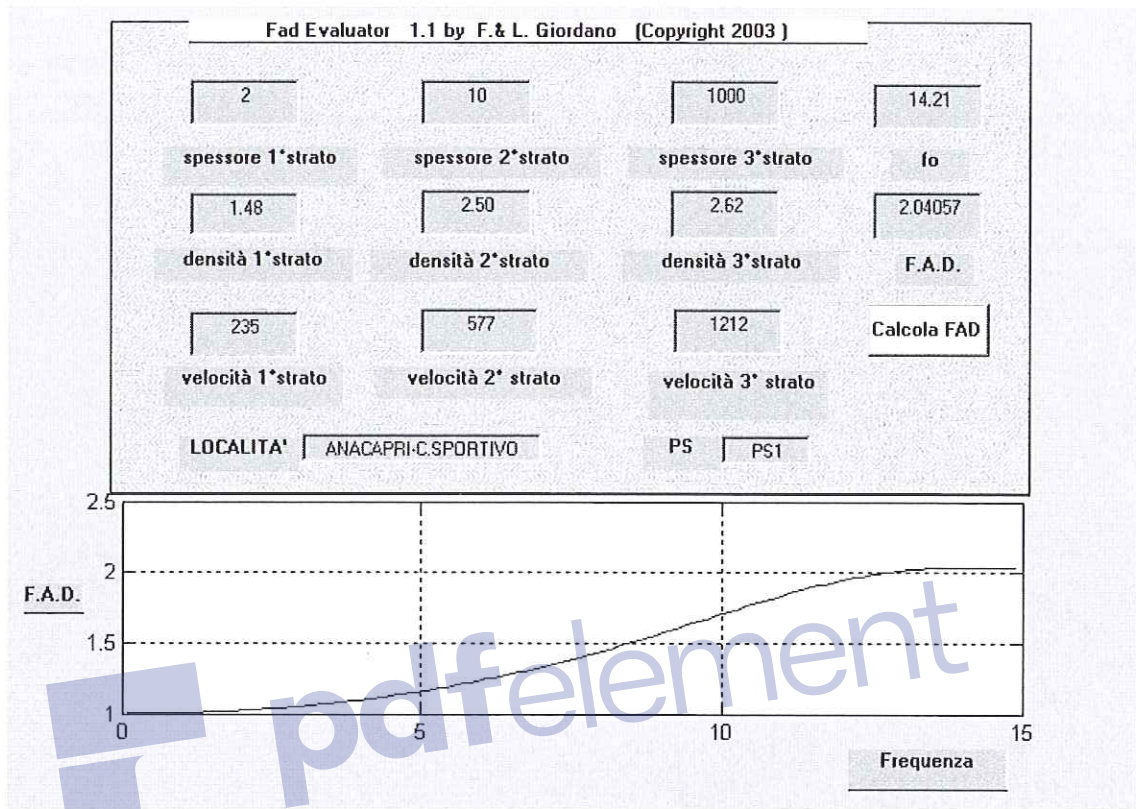 Fad Evaluator 1.1 by F.& L. Giordano (Copyright 2003 )
2 10 1000 14.21
spessore 1°strato spessore 2°strato spessore 3°strato fo
1.48 2.50 2.62 2.04057
densità 1°strato densità 2°strato densità 3°strato F.A.D.
235 577 1212 Calcola FAD
velocità 1°strato velocità 2° strato velocità 3° strato
LOCALITA' ANACAPRI-C.SPORTIVO PS PS1
2.5
2
F.A.D.
1.5
1
0 5 10 15
Frequenza
pdfelement